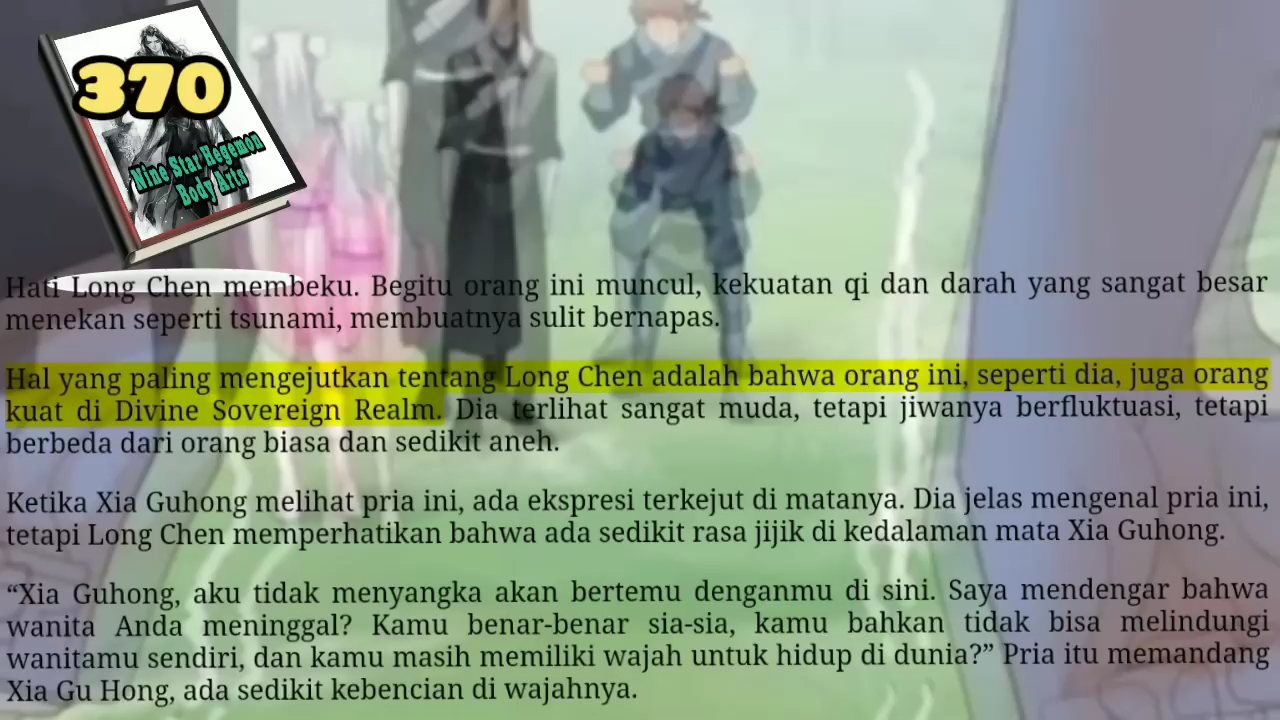 370
Nine Star Hegemon
Body Arts
Hati Long Chen membeku. Begitu orang ini muncul, kekuatan qi dan darah yang sangat besar
menekan seperti tsunami, membuatnya sulit bernapas.
Hal yang paling mengejutkan tentang Long Chen adalah bahwa orang ini, seperti dia, juga orang
kuat di Divine Sovereign Realm. Dia terlihat sangat muda, tetapi jiwanya berfluktuasi, tetapi
berbeda dari orang biasa dan sedikit aneh.
Ketika Xia Guhong melihat pria ini, ada ekspresi terkejut di matanya. Dia jelas mengenal pria ini,
tetapi Long Chen memperhatikan bahwa ada sedikit rasa jijik di kedalaman mata Xia Guhong.
“Xia Guhong, aku tidak menyangka akan bertemu denganmu di sini. Saya mendengar bahwa
wanita Anda meninggal? Kamu benar-benar sia-sia, kamu bahkan tidak bisa melindungi
wanitamu sendiri, dan kamu masih memiliki wajah untuk hidup di dunia?” Pria itu memandang
Xia Gu Hong, ada sedikit kebencian di wajahnya.